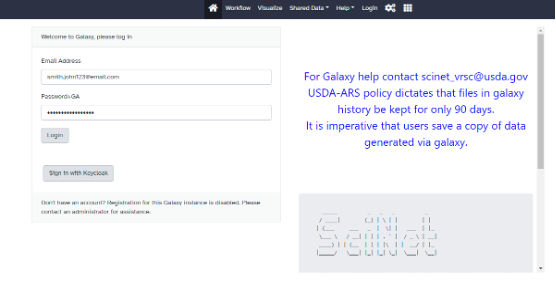 Workflow Visualize Shared Data Help Login
Welcome to Galaxy, please log in
Email Address
smith.john123@email.com
Password+GA
Login
Sign in with Keycloak
Don't have an account? Registration for this Galaxy instance is disabled. Please
contact an administrator for assistance.
For Galaxy help contact scinet_vrsc@usda.gov
USDA-ARS policy dictates that files in galaxy
history be kept for only 90 days.
It is imperative that users save a copy of data
generated via galaxy.
SciNet